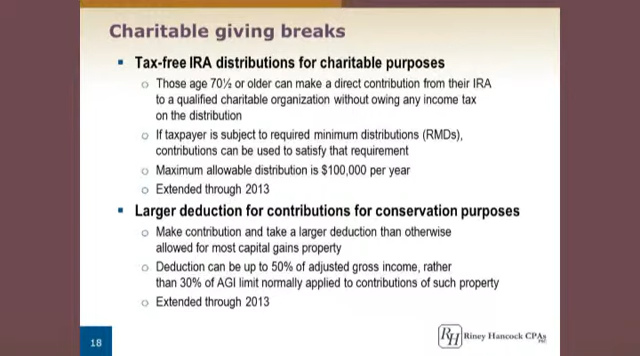 Charitable giving breaks
▪ Tax-free IRA distributions for charitable purposes
○ Those age 70½ or older can make a direct contribution from their IRA
to a qualified charitable organization without owing any income tax
on the distribution
○ If taxpayer is subject to required minimum distributions (RMDs),
contributions can be used to satisfy that requirement
○ Maximum allowable distribution is $100,000 per year
○ Extended through 2013
▪ Larger deduction for contributions for conservation purposes
○ Make contribution and take a larger deduction than otherwise
allowed for most capital gains property
○ Deduction can be up to 50% of adjusted gross income, rather
than 30% of AGI limit normally applied to contributions of such property
○ Extended through 2013
18
RH Riney Hancock CPAs